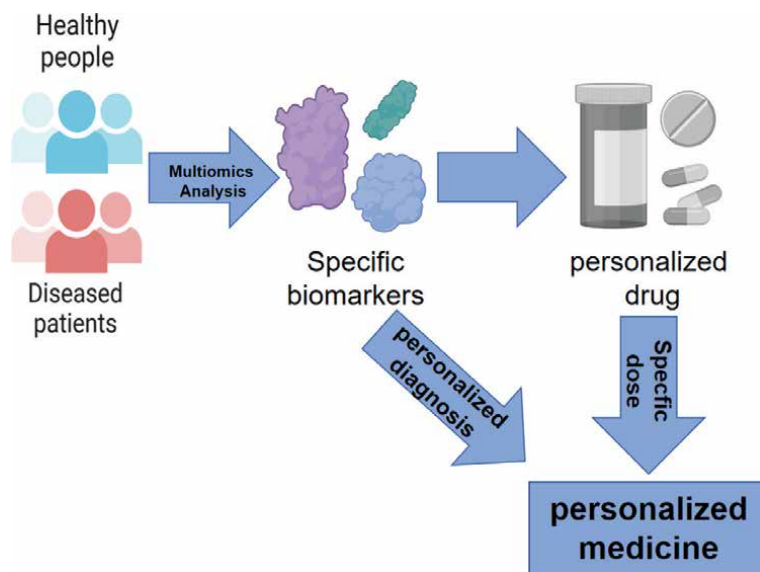 Healthy
people
Multiomics
Analysis
Diseased
patients
Specific
biomarkers
personalized
drug
personalized
diagnosis
Specfic
dose
personalized
medicine